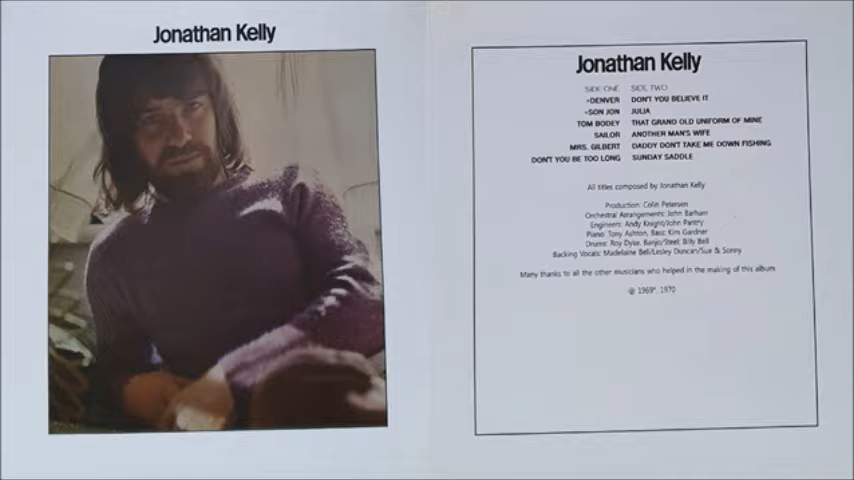 Jonathan Kelly
Jonathan Kelly
SIDE ONE SIDE TWO
*DENVER DON'T YOU BELIEVE IT
*SON JON JULIA
TOM BODEY THAT GRAND OLD UNIFORM OF MINE
SAILOR ANOTHER MAN'S WIFE
MRS. GILBERT DADDY DON'T TAKE ME DOWN FISHING
DON'T YOU BE TOO LONG SUNDAY SADDLE
All titles composed by Jonathan Kelly
Production: Colin Petersen
Orchestral Arrangements: John Barham
Engineers: Andy Knight/John Pantry
Piano: Tony Ashton, Bass: Kim Gardner
Drums: Roy Dyke, Banjo/Steel: Billy Bell
Backing Vocals: Madelaine Bell/Lesley Duncan/Sue & Sonny
Many thanks to all the other musicians who helped in the making of this album
℗ 1969*, 1970